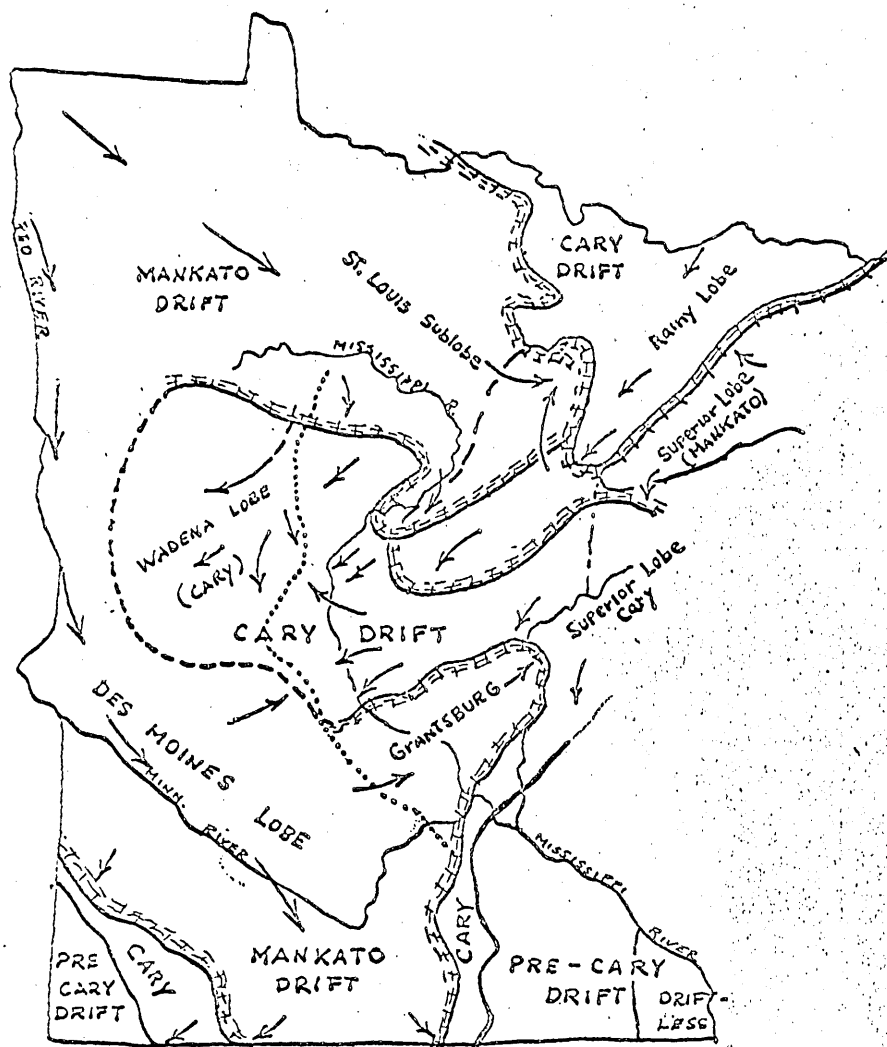 RED RIVER
MANKATO
DRIFT
ST. LOUIS Sublobe
CARY
DRIFT
Rainy Lobe
MISSISSIPPI
R.
Superior Lobe
(MANKATO)
WADENA LOBE
(CARY)
CARY DRIFT
Superior Lobe
Cary
GRANTSBURG
DES MOINES LOBE
MINN. RIVER
MISSISSIPPI RIVER
PRE
CARY
DRIFT
CARY
MANKATO
DRIFT
CARY
PRE-CARY
DRIFT
DRIFT-
LESS